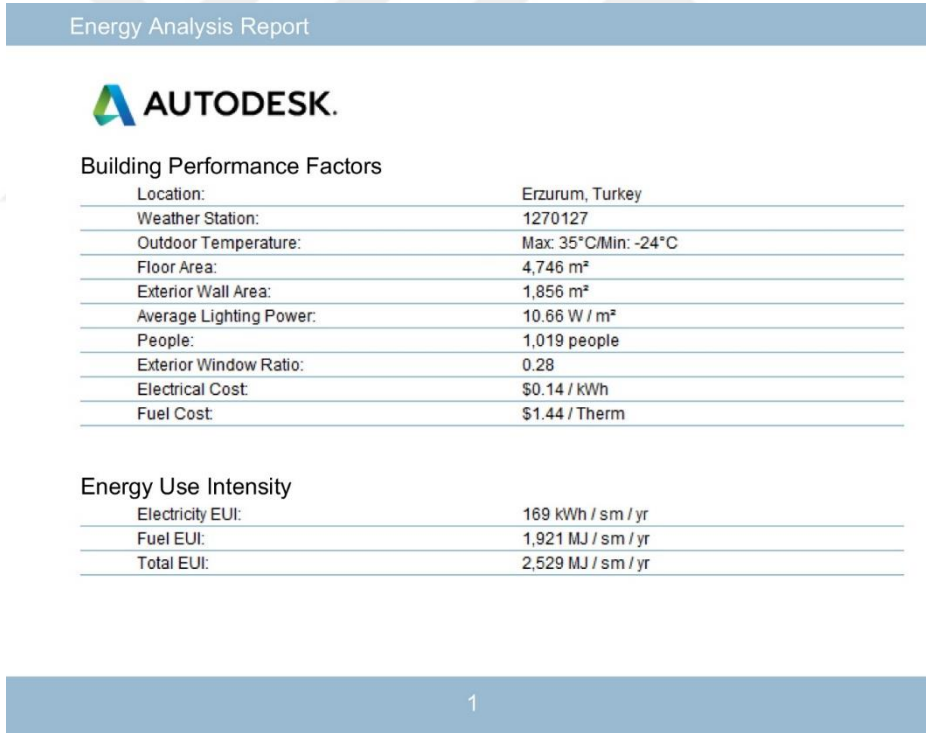 Energy Analysis Report
AUTODESK.
Building Performance Factors
Location: Erzurum, Turkey
Weather Station: 1270127
Outdoor Temperature: Max: 35°C/Min: -24°C
Floor Area: 4,746 m²
Exterior Wall Area: 1,856 m²
Average Lighting Power: 10.66 W / m²
People: 1,019 people
Exterior Window Ratio: 0.28
Electrical Cost: $0.14 / kWh
Fuel Cost: $1.44 / Therm
Energy Use Intensity
Electricity EUI: 169 kWh / sm / yr
Fuel EUI: 1,921 MJ / sm / yr
Total EUI: 2,529 MJ / sm / yr
1